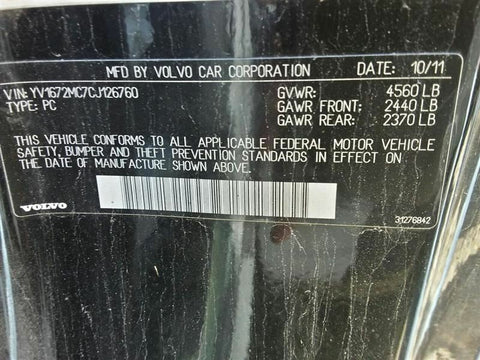 MFD BY VOLVO CAR CORPORATION DATE: 10/11
VIN: YV1672MC7CJ126760 GVWR: 4560 LB
TYPE: PC GAWR FRONT: 2440 LB
GAWR REAR: 2370 LB
THIS VEHICLE CONFORMS TO ALL APPLICABLE FEDERAL MOTOR VEHICLE
SAFETY, BUMPER, AND THEFT PREVENTION STANDARDS IN EFFECT ON
THE DATE OF MANUFACTURE SHOWN ABOVE.
VOLVO 31276842